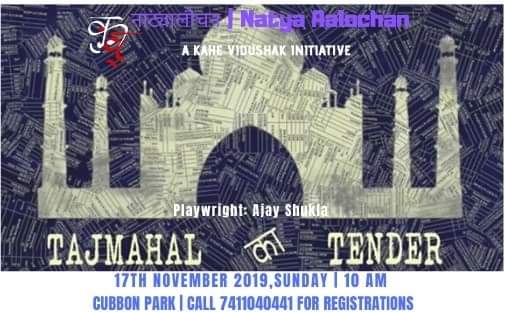 नाट्यालोचन | Natya Aalochan
A KAHE VIDUSHAK INITIATIVE
Playwright: Ajay Shukla
TAJMAHAL का TENDER
17TH NOVEMBER 2019,SUNDAY | 10 AM
CUBBON PARK | CALL 7411040441 FOR REGISTRATIONS